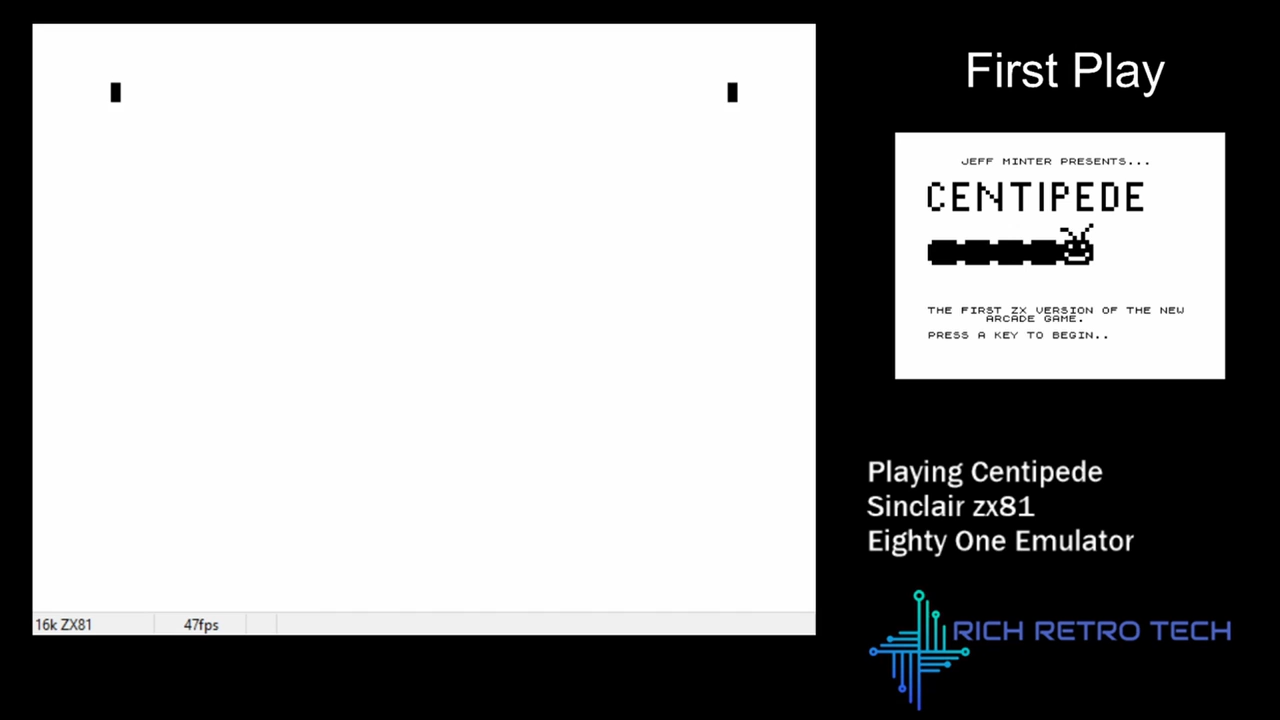 First Play
JEFF MINTER PRESENTS...
CENTIPEDE
THE FIRST ZX VERSION OF THE NEW
ARCADE GAME.
PRESS A KEY TO BEGIN..
Playing Centipede
Sinclair zx81
Eighty One Emulator
RICH RETRO TECH
16k ZX81
47fps